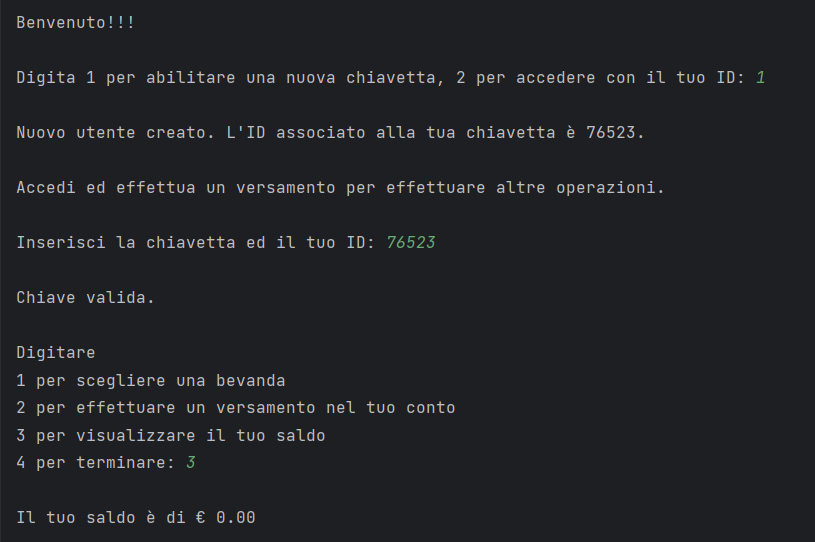 Benvenuto!!!
Digita 1 per abilitare una nuova chiavetta, 2 per accedere con il tuo ID: 1
Nuovo utente creato. L'ID associato alla tua chiavetta è 76523.
Accedi ed effettua un versamento per effettuare altre operazioni.
Inserisci la chiavetta ed il tuo ID: 76523
Chiave valida.
Digitare
1 per scegliere una bevanda
2 per effettuare un versamento nel tuo conto
3 per visualizzare il tuo saldo
4 per terminare: 3
Il tuo saldo è di € 0.00